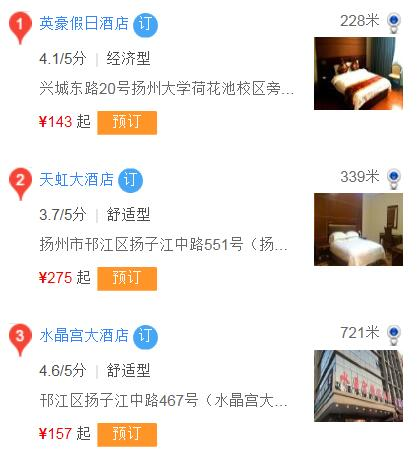 1 英豪假日酒店 订 228米
4.1/5分 | 经济型
兴城东路20号扬州大学荷花池校区旁...
¥143 起 预订
2 天虹大酒店 订 339米
3.7/5分 | 舒适型
扬州市邗江区扬子江中路551号（扬...
¥275 起 预订
3 水晶宫大酒店 订 721米
4.6/5分 | 舒适型
邗江区扬子江中路467号（水晶宫大...
水晶宫
¥157 起 预订